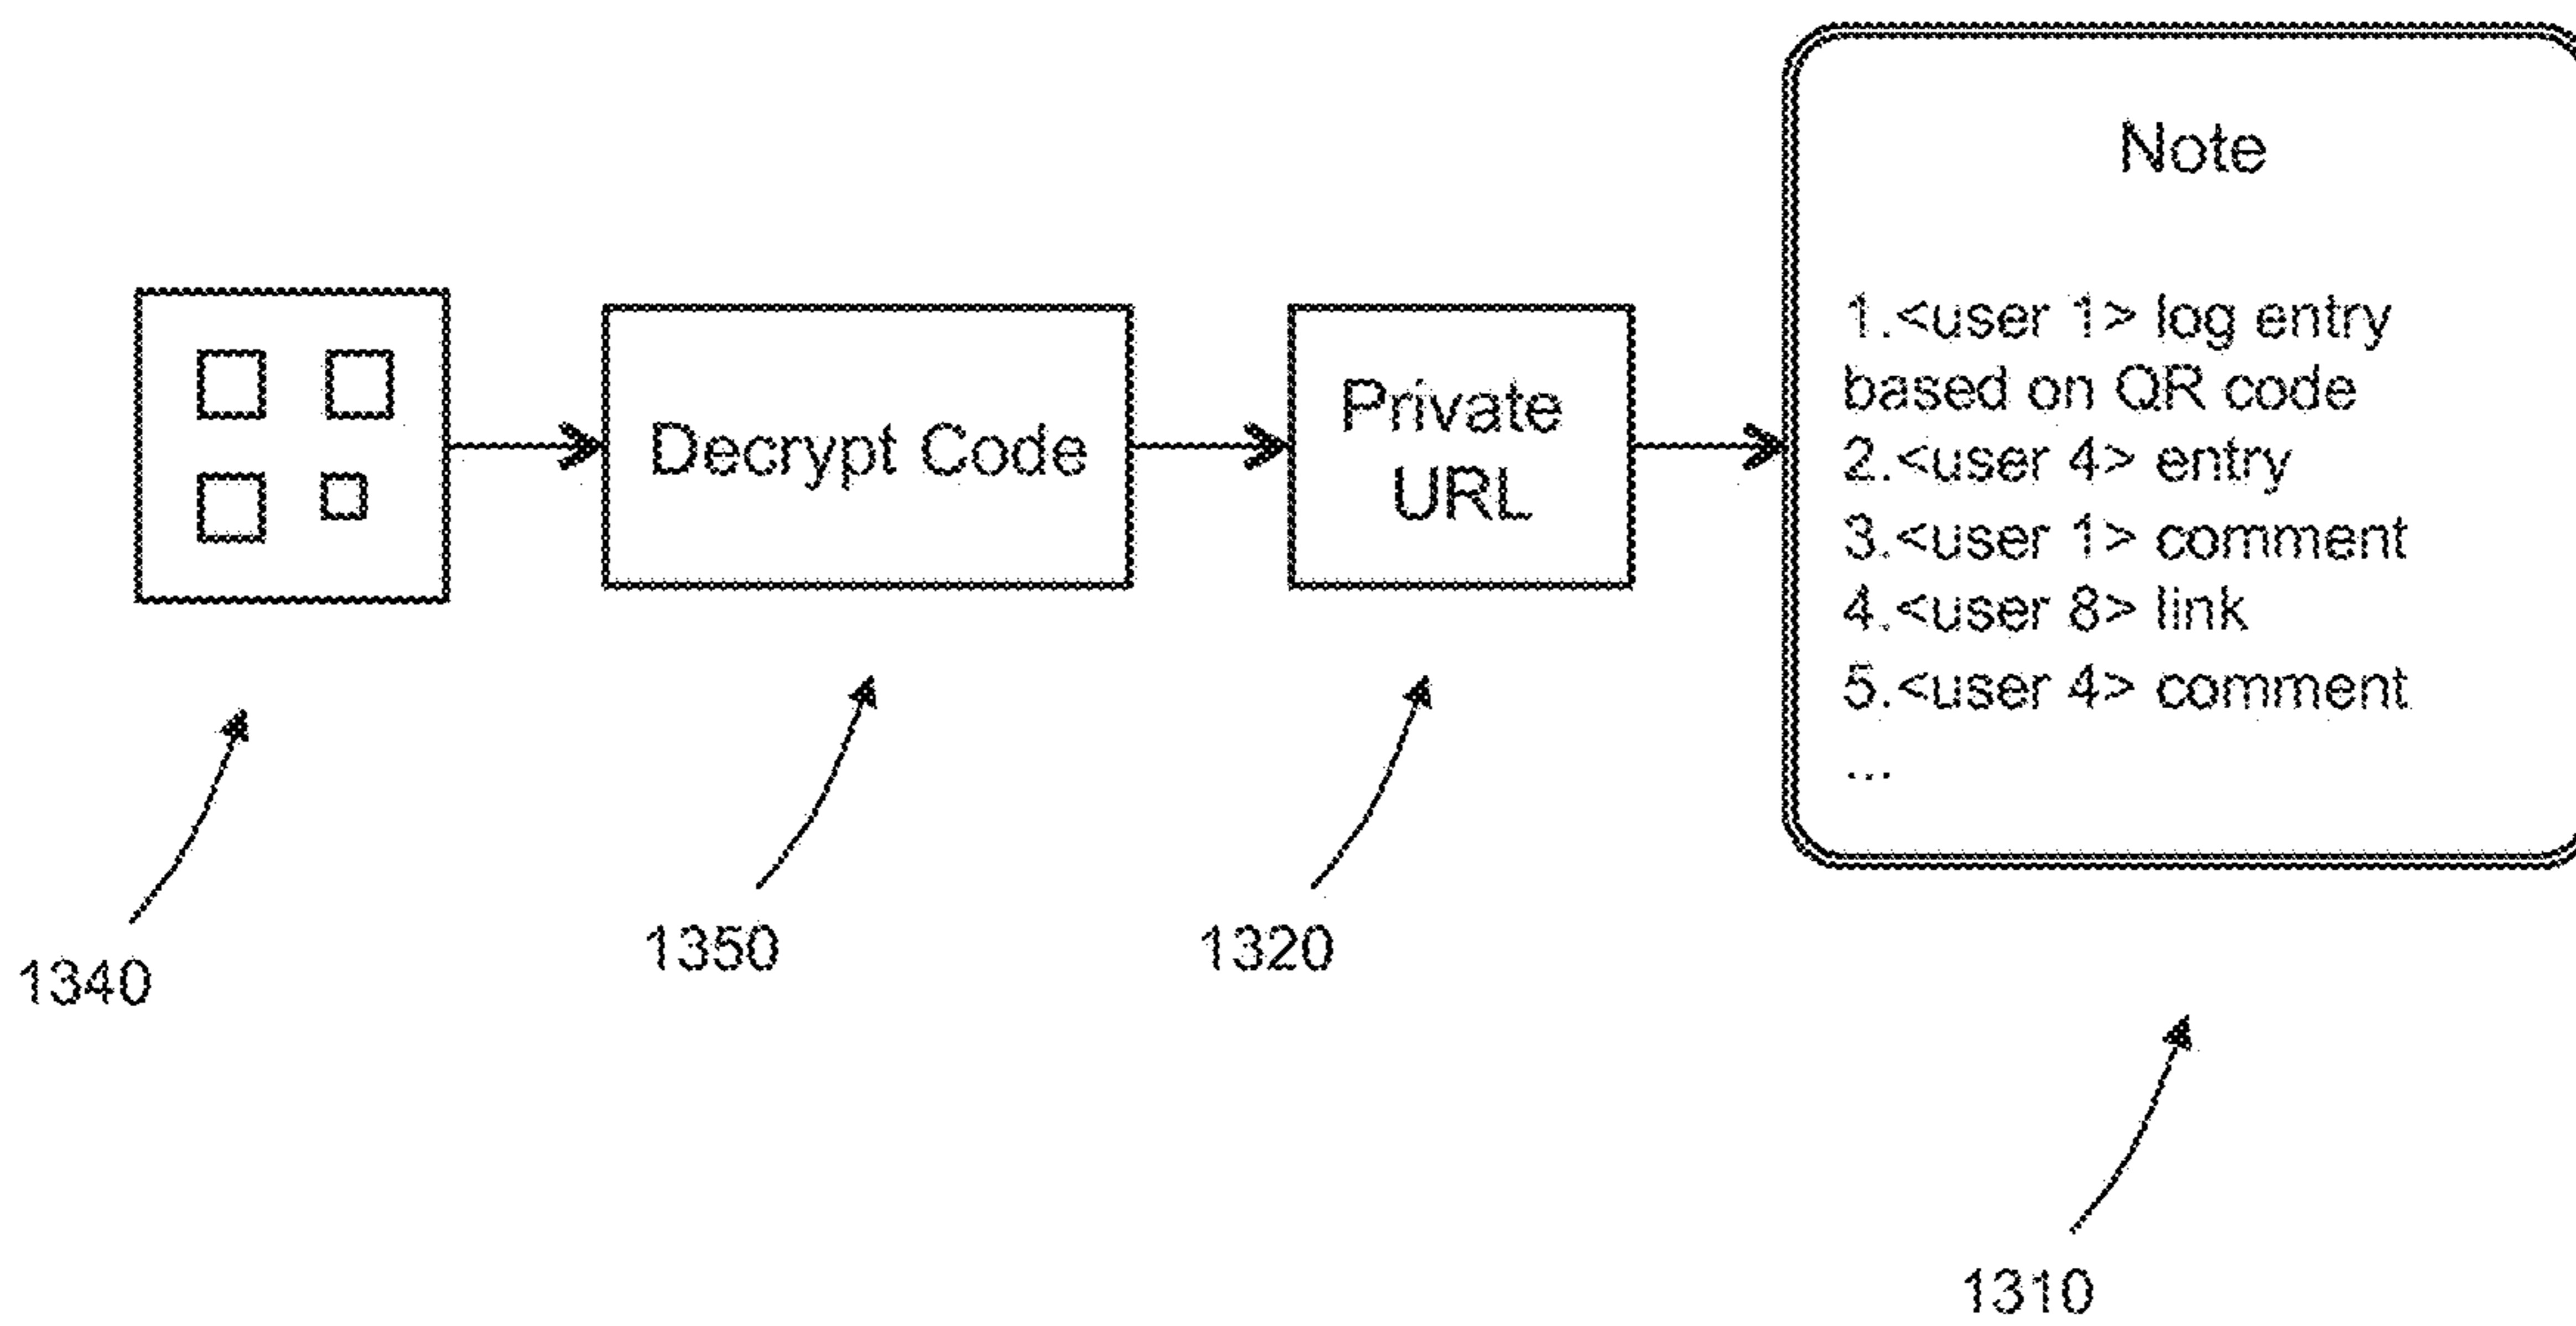 Note
1.<user 1> log entry
based on QR code
2.<user 4> entry
3.<user 1> comment
4.<user 8> link
5.<user 4> comment
...
Decrypt Code
Private
URL
1340
1350
1320
1310